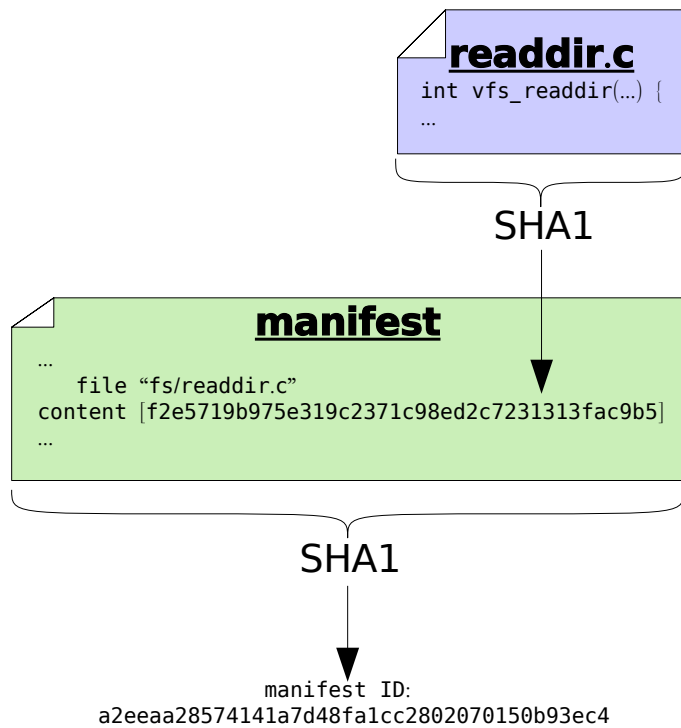 readdir.c
int vfs_readdir(...) {
...
SHA1
manifest
...
file “fs/readdir.c”
content [f2e5719b975e319c2371c98ed2c7231313fac9b5]
...
SHA1
manifest ID:
a2eeaa28574141a7d48fa1cc2802070150b93ec4